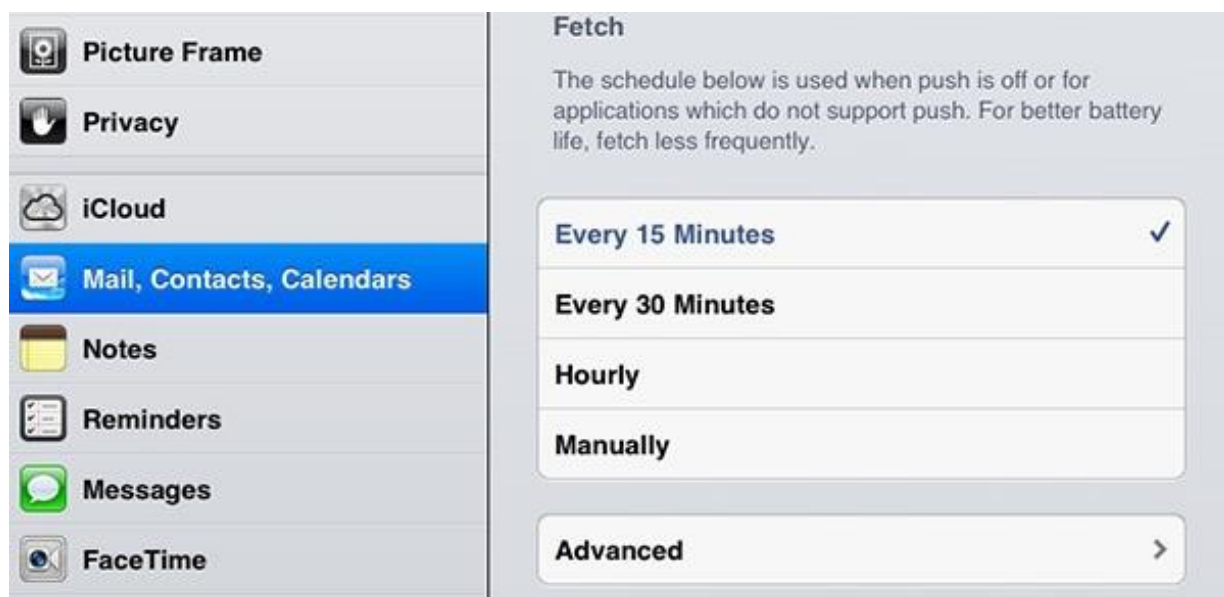 Picture Frame
Privacy
iCloud
Mail, Contacts, Calendars
Notes
Reminders
Messages
FaceTime
Fetch
The schedule below is used when push is off or for
applications which do not support push. For better battery
life, fetch less frequently.
Every 15 Minutes
Every 30 Minutes
Hourly
Manually
Advanced